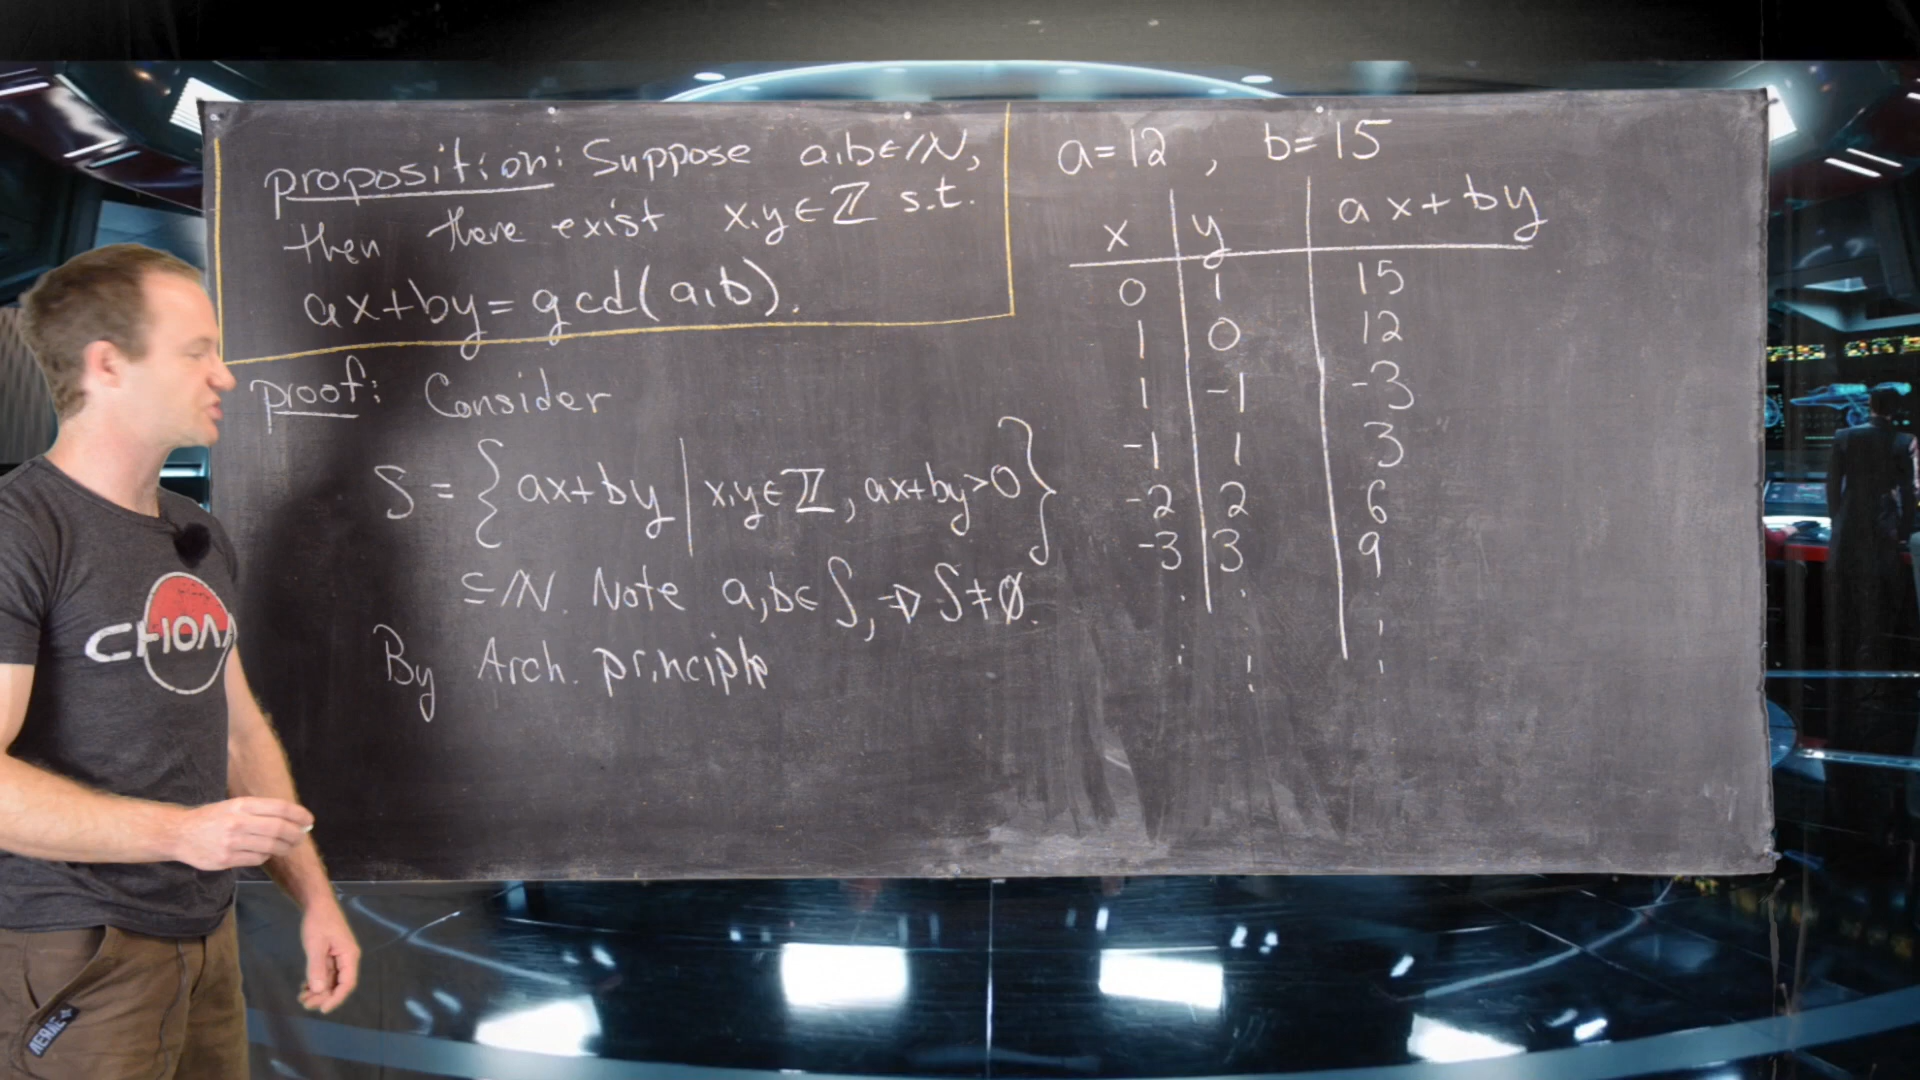 proposition: Suppose a,b∈ℕ,
then there exist x,y∈ℤ s.t.
ax+by=gcd(a,b).
proof: Consider
S = { ax+by | x,y∈ℤ, ax+by>0 }
⊆ℕ. Note a,b∈S, ⇒ S≠∅.
By Arch. principle
a=12, b=15
x y ax+by
0 1 15
1 0 12
1 -1 -3
-1 1 3
-2 2 6
-3 3 9
CHOAM